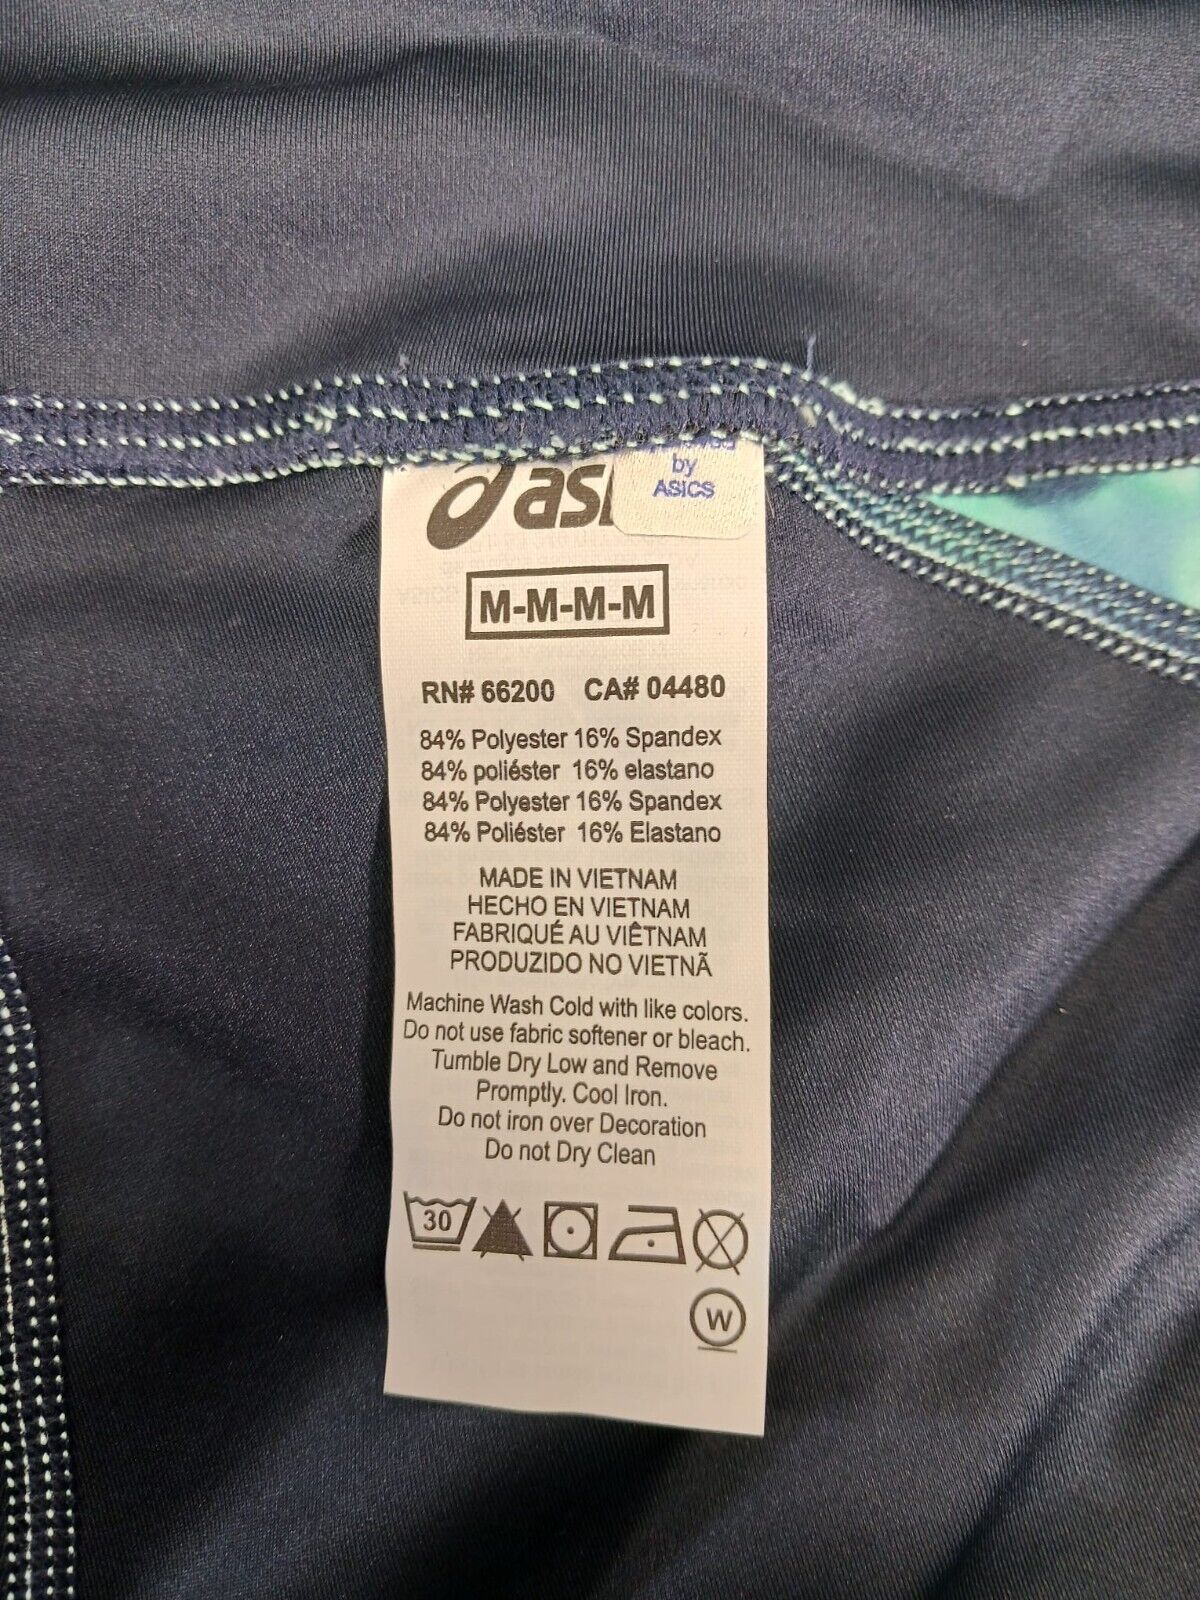 by
ASICS
M-M-M-M
RN# 66200 CA# 04480
84% Polyester 16% Spandex
84% poliéster 16% elastano
84% Polyester 16% Spandex
84% Poliéster 16% Elastano
MADE IN VIETNAM
HECHO EN VIETNAM
FABRIQUÉ AU VIÊTNAM
PRODUZIDO NO VIETNÃ
Machine Wash Cold with like colors.
Do not use fabric softener or bleach.
Tumble Dry Low and Remove
Promptly. Cool Iron.
Do not iron over Decoration
Do not Dry Clean
30
W